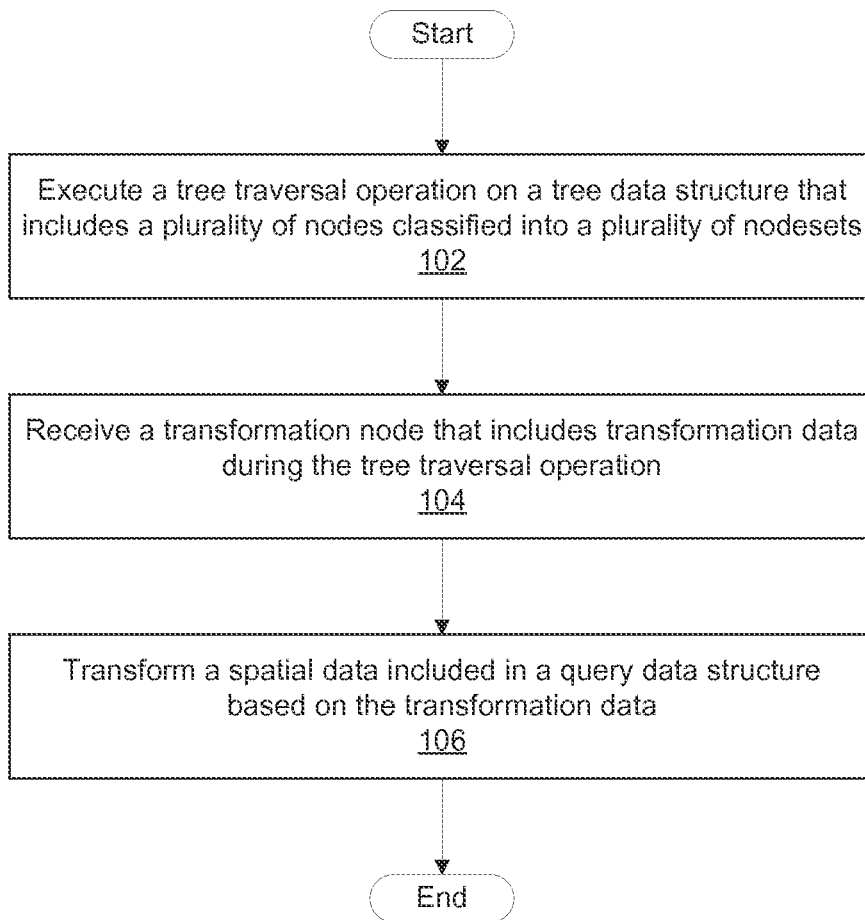 Start
Execute a tree traversal operation on a tree data structure that
includes a plurality of nodes classified into a plurality of nodesets
102
Receive a transformation node that includes transformation data
during the tree traversal operation
104
Transform a spatial data included in a query data structure
based on the transformation data
106
End